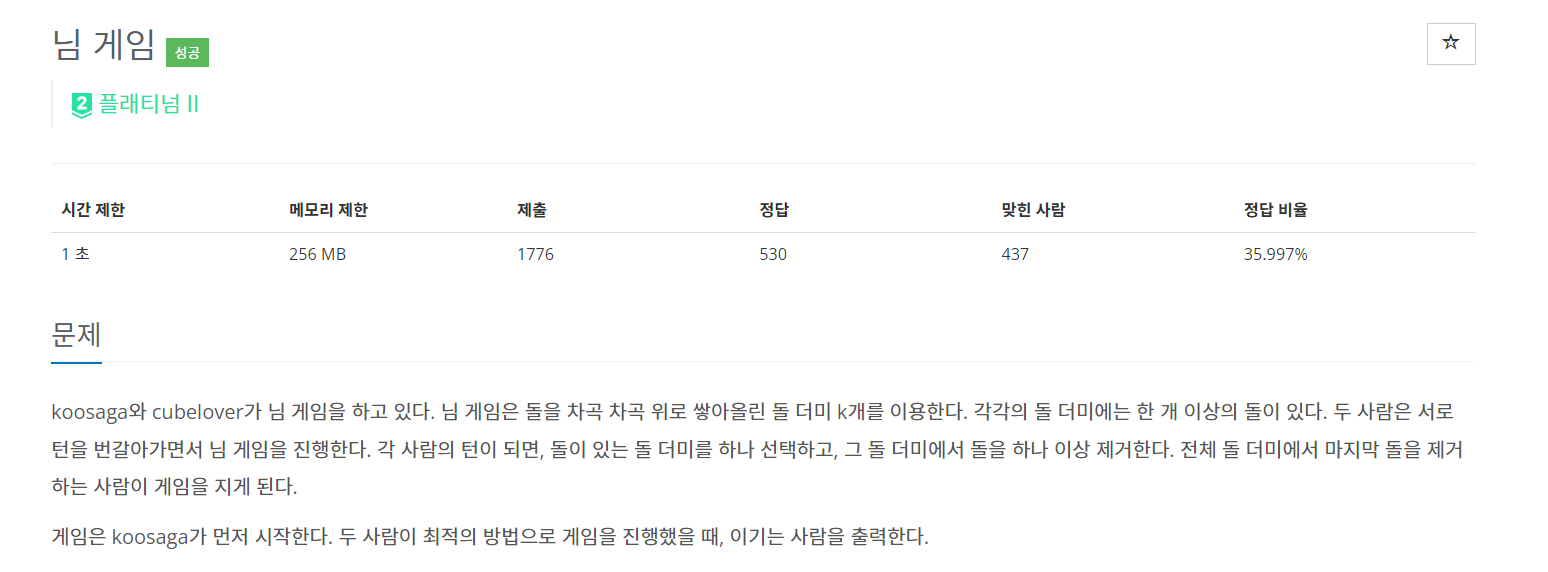 님 게임 성공
☆
2 플래티넘 II
시간 제한 메모리 제한 제출 정답 맞힌 사람 정답 비율
1 초 256 MB 1776 530 437 35.997%
문제
koosaga와 cubelover가 님 게임을 하고 있다. 님 게임은 돌을 차곡 차곡 위로 쌓아올린 돌 더미 k개를 이용한다. 각각의 돌 더미에는 한 개 이상의 돌이 있다. 두 사람은 서로
턴을 번갈아가면서 님 게임을 진행한다. 각 사람의 턴이 되면, 돌이 있는 돌 더미를 하나 선택하고, 그 돌 더미에서 돌을 하나 이상 제거한다. 전체 돌 더미에서 마지막 돌을 제거
하는 사람이 게임을 지게 된다.
게임은 koosaga가 먼저 시작한다. 두 사람이 최적의 방법으로 게임을 진행했을 때, 이기는 사람을 출력한다.